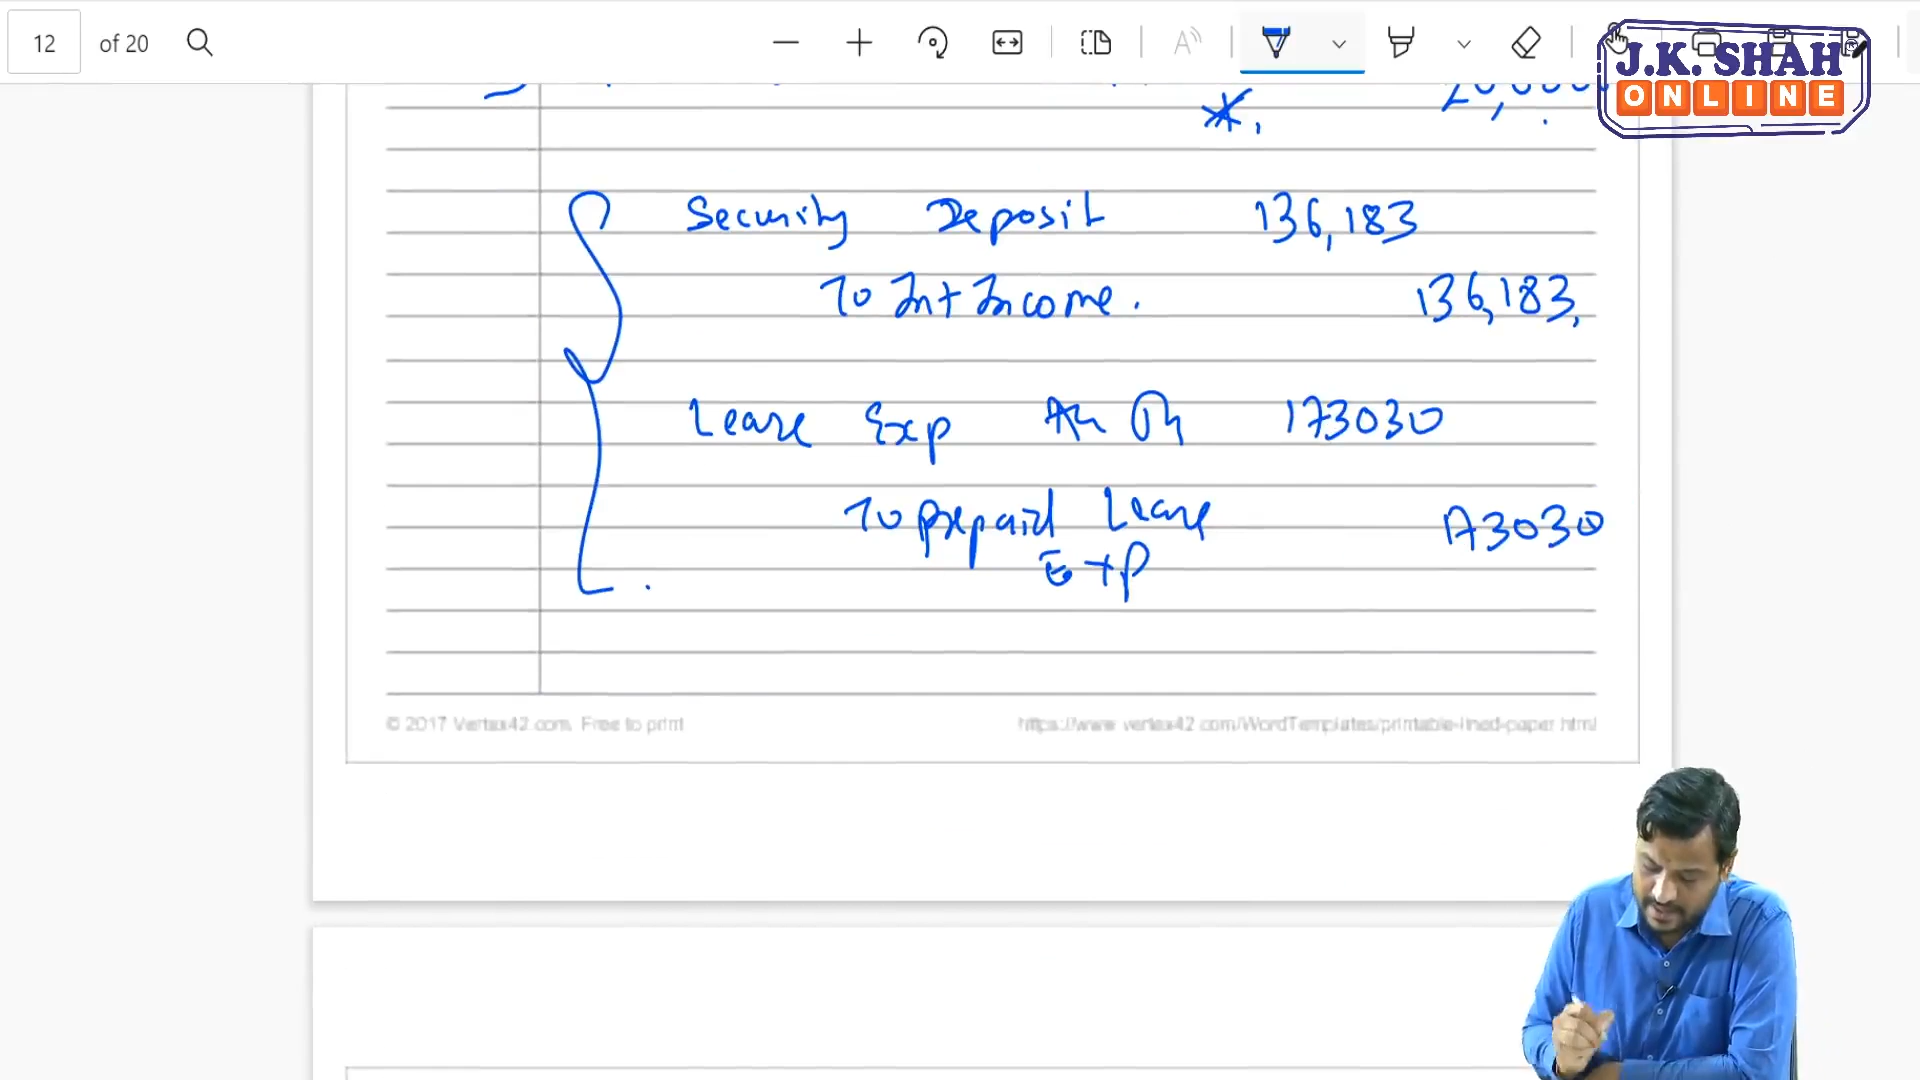 12 of 20
J.K. SHAH
ONLINE
Security Deposit 136,183
To Int Income. 136,183,
Lease Exp 173030
To prepaid Lease 173030
Exp
© 2017 Vertex42.com. Free to print
https://www.vertex42.com/WordTemplates/printable-lined-paper.html